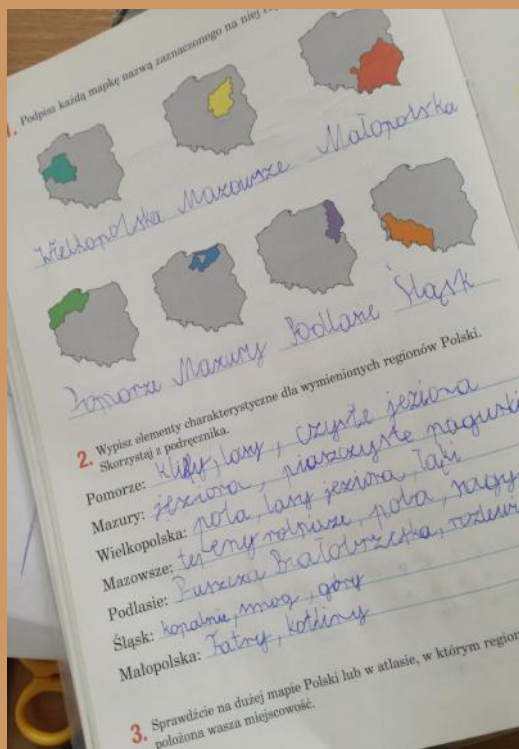 1. Podpisz każdą mapkę nazwą zaznaczonego na niej
Wielkopolska Mazowsze Małopolska
Pomorze Mazury Podlasie Śląsk
2. Wypisz elementy charakterystyczne dla wymienionych regionów Polski.
Skorzystaj z podręcznika.
Pomorze: klify, lasy, czyste jeziora
Mazury: jeziora, piaszczyste pagórki
Wielkopolska: pola, lasy jeziora, łąki
Mazowsze: tereny rolnicze, pola,
Podlasie: Puszcza
Śląsk: kopalnie, smog, góry
Małopolska: Tatry, kotliny
3. Sprawdźcie na dużej mapie Polski lub w atlasie, w którym
położona wasza miejscowość.